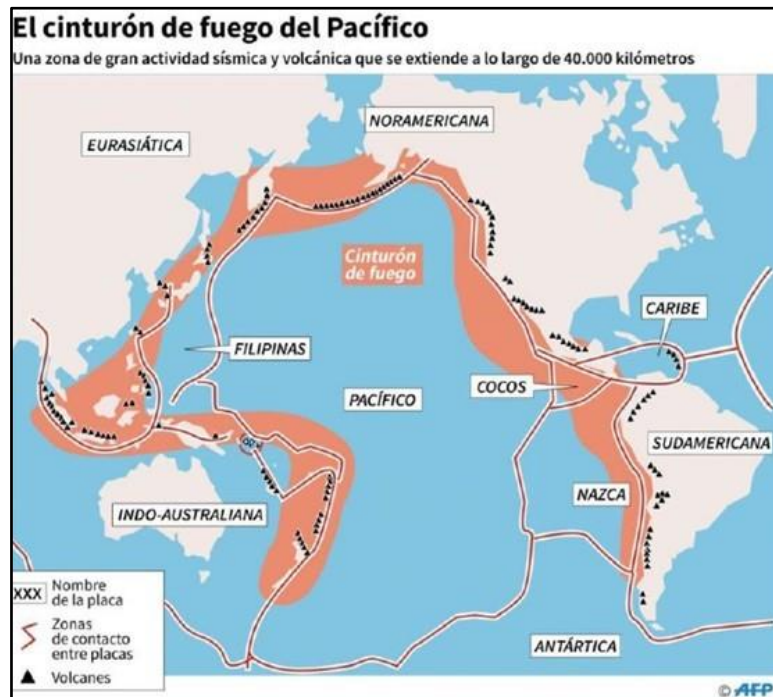 El cinturón de fuego del Pacífico
Una zona de gran actividad sísmica y volcánica que se extiende a lo largo de 40.000 kilómetros
NORAMERICANA
EURASIÁTICA
Cinturón
de fuego
CARIBE
FILIPINAS
COCOS
PACÍFICO
SUDAMERICANA
NAZCA
INDO-AUSTRALIANA
XXX Nombre
de la placa
Zonas
de contacto
entre placas
Volcanes
ANTÁRTICA
© AFP